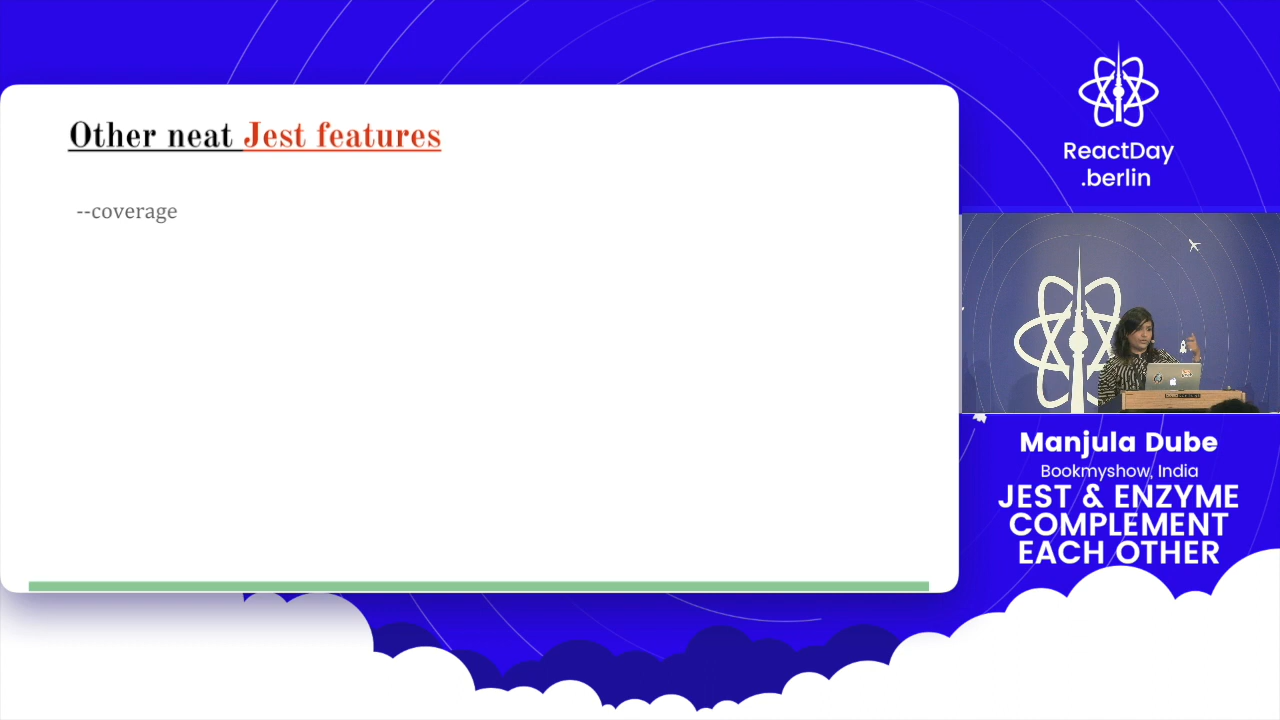 Other neat Jest features
--coverage
ReactDay
.berlin
Manjula Dube
Bookmyshow, India
JEST & ENZYME
COMPLEMENT
EACH OTHER